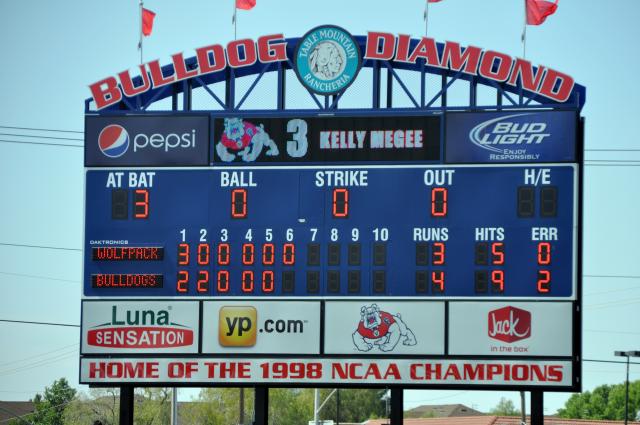 BULLDOG DIAMOND
TABLE MOUNTAIN
RANCHERIA
pepsi
3 KELLY MEGEE
BUD LIGHT
ENJOY
RESPONSIBLY
AT BAT BALL STRIKE OUT H/E
3 0 0 0
1 2 3 4 5 6 7 8 9 10 RUNS HITS ERR
DAKTRONICS
WOLFPACK 3 0 0 0 0 0 3 5 0
BULLDOGS 2 2 0 0 0 4 9 2
Luna
SENSATION
yp.com
Jack
in the box
HOME OF THE 1998 NCAA CHAMPIONS